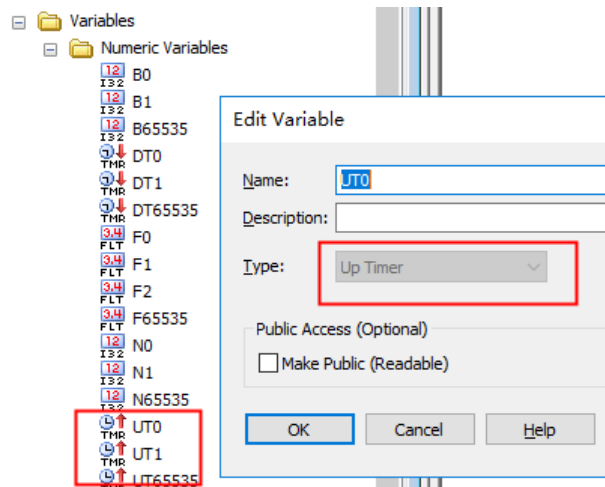 Variables
Numeric Variables
12 I32 B0
12 I32 B1
12 I32 B65535
TMR DT0
TMR DT1
TMR DT65535
3.4 FLT F0
3.4 FLT F1
3.4 FLT F2
3.4 FLT F65535
12 I32 N0
12 I32 N1
12 I32 N65535
TMR UT0
TMR UT1
TMR UT65535
Edit Variable
Name: UT0
Description:
Type: Up Timer
Public Access (Optional)
Make Public (Readable)
OK Cancel Help